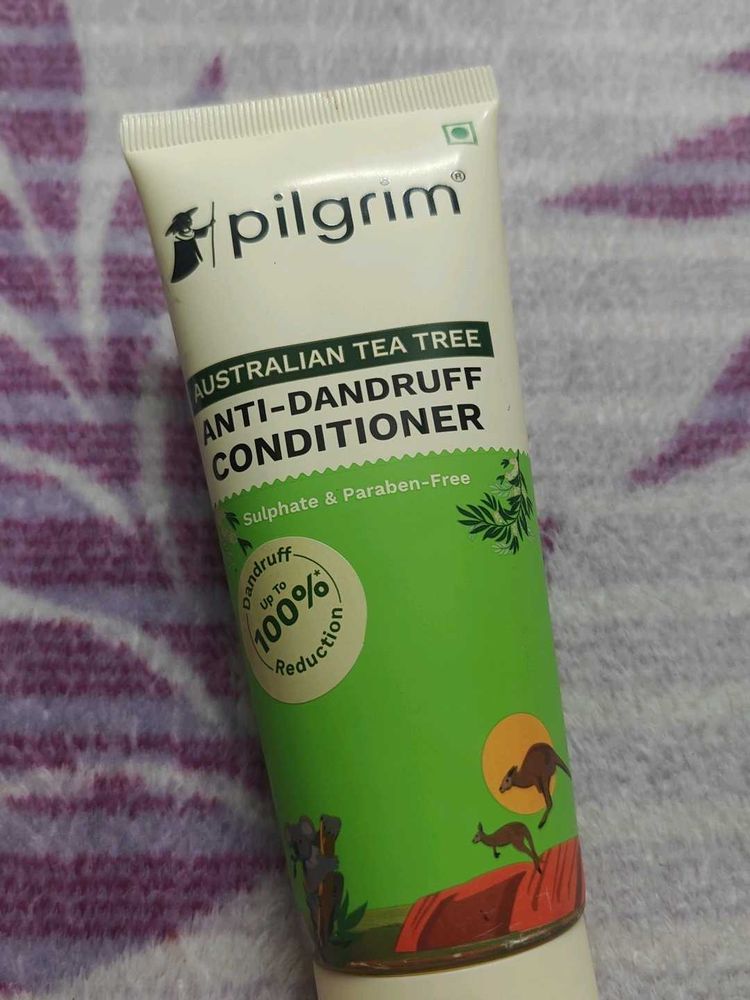 pilgrim®
AUSTRALIAN TEA TREE
ANTI-DANDRUFF
CONDITIONER
Sulphate & Paraben-Free
Dandruff
Up To
100%*
Reduction